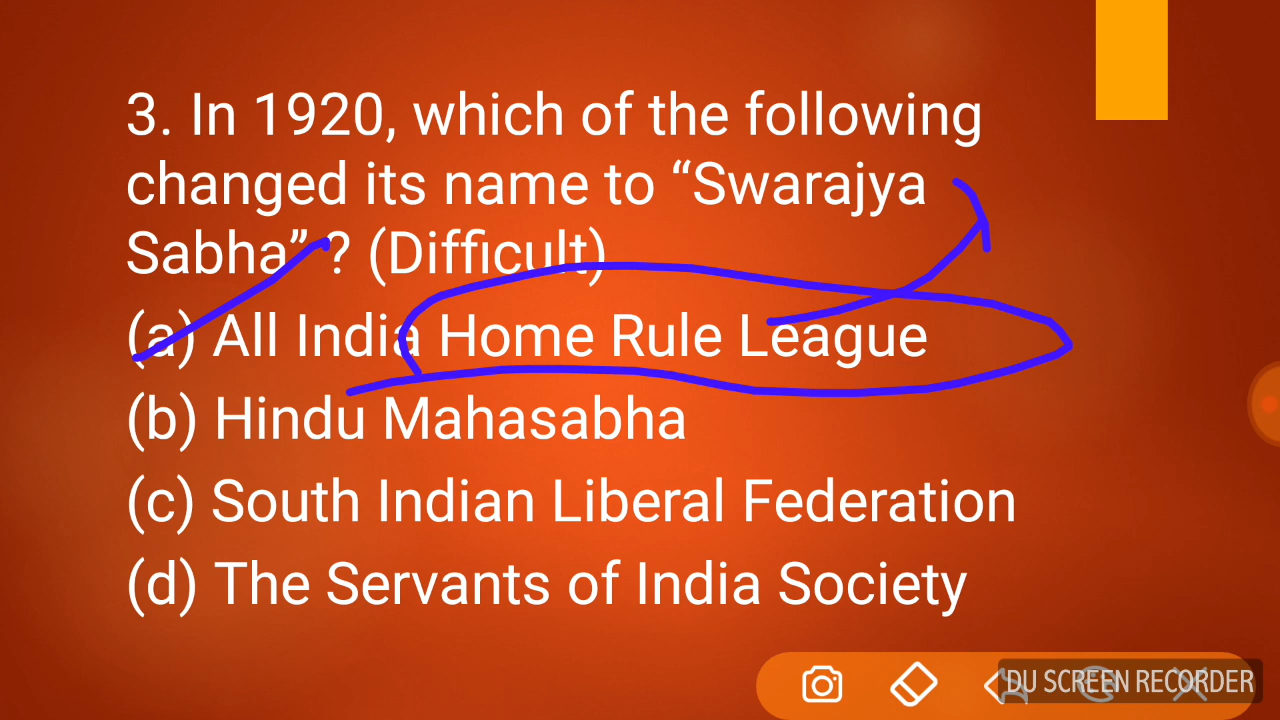 3. In 1920, which of the following
changed its name to “Swarajya
Sabha” ? (Difficult)
(a) All India Home Rule League
(b) Hindu Mahasabha
(c) South Indian Liberal Federation
(d) The Servants of India Society
DU SCREEN RECORDER